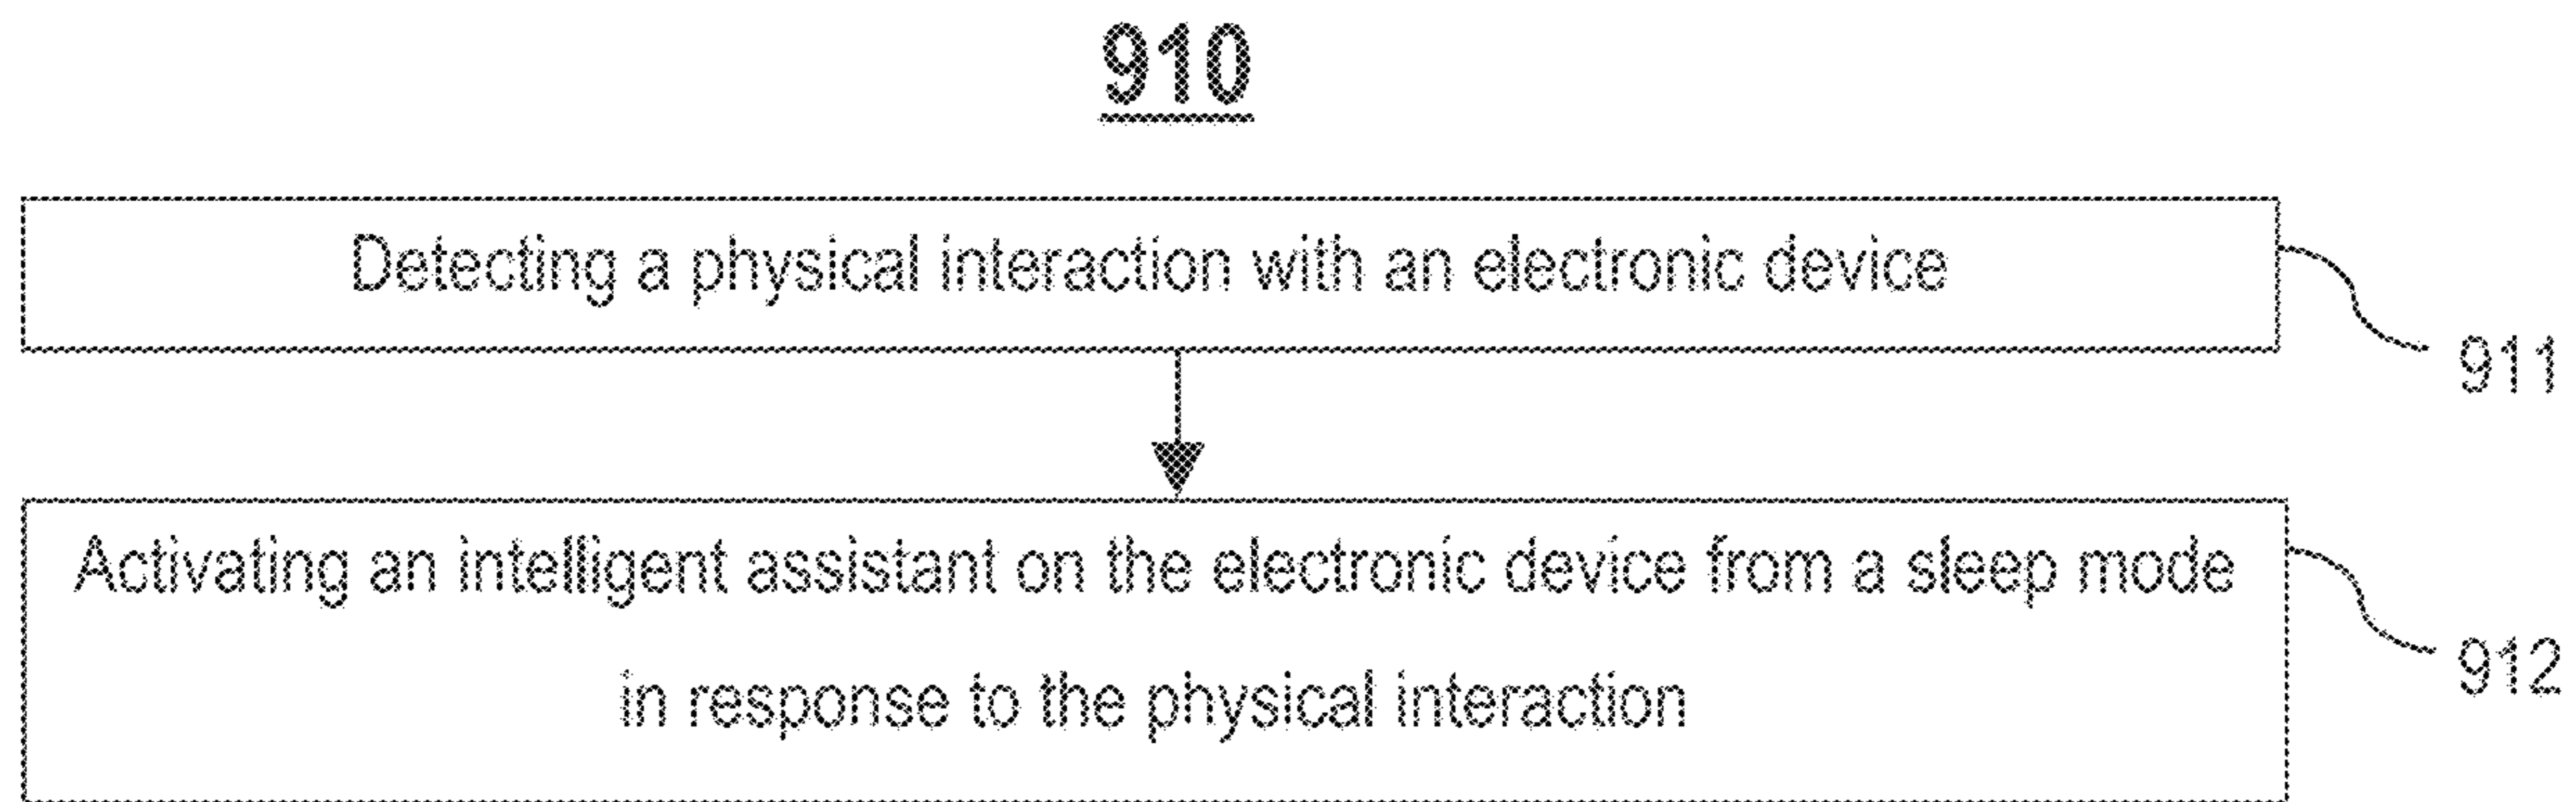 910
Detecting a physical interaction with an electronic device
911
Activating an intelligent assistant on the electronic device from a sleep mode
in response to the physical interaction
912